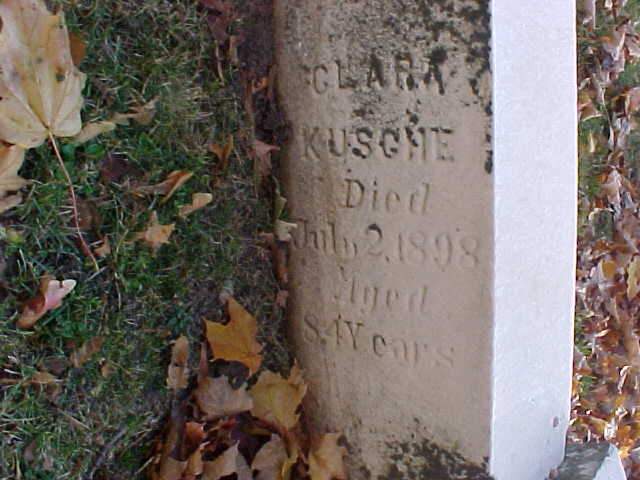 CLARA
KUSCHE
Died
July 2, 1898
Aged
84 Years